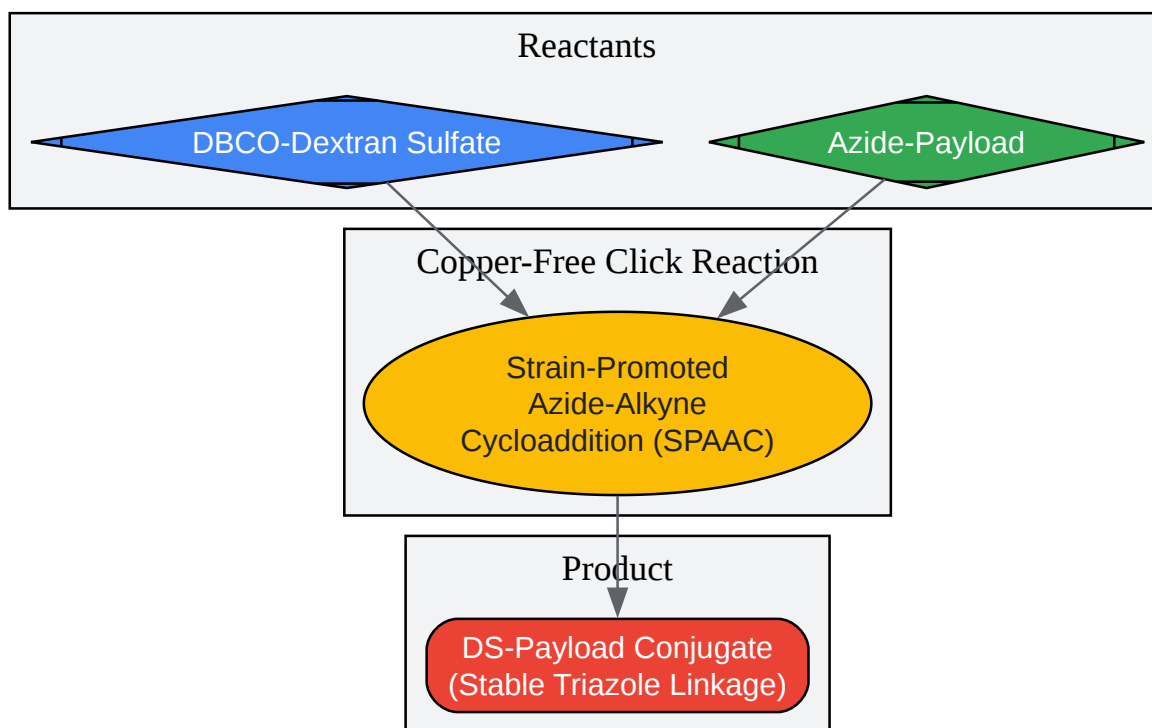 Reactants
DBCO-Dextran Sulfate
Azide-Payload
Copper-Free Click Reaction
Strain-Promoted
Azide-Alkyne
Cycloaddition (SPAAC)
Product
DS-Payload Conjugate
(Stable Triazole Linkage)